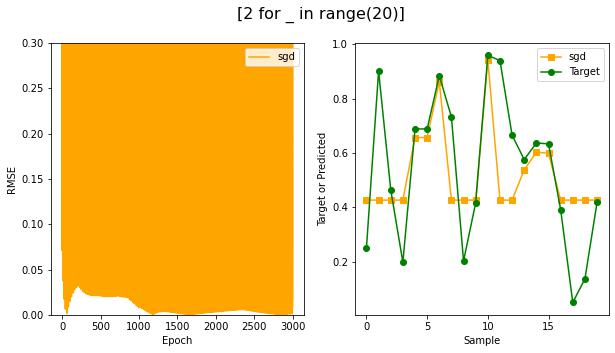 [2 for _ in range(20)]
0.30
0.25
0.20
0.15
0.10
0.05
0.00
RMSE
0 500 1000 1500 2000 2500 3000
Epoch
sgd
1.0
0.8
0.6
0.4
0.2
Target or Predicted
0 5 10 15
Sample
sgd
Target